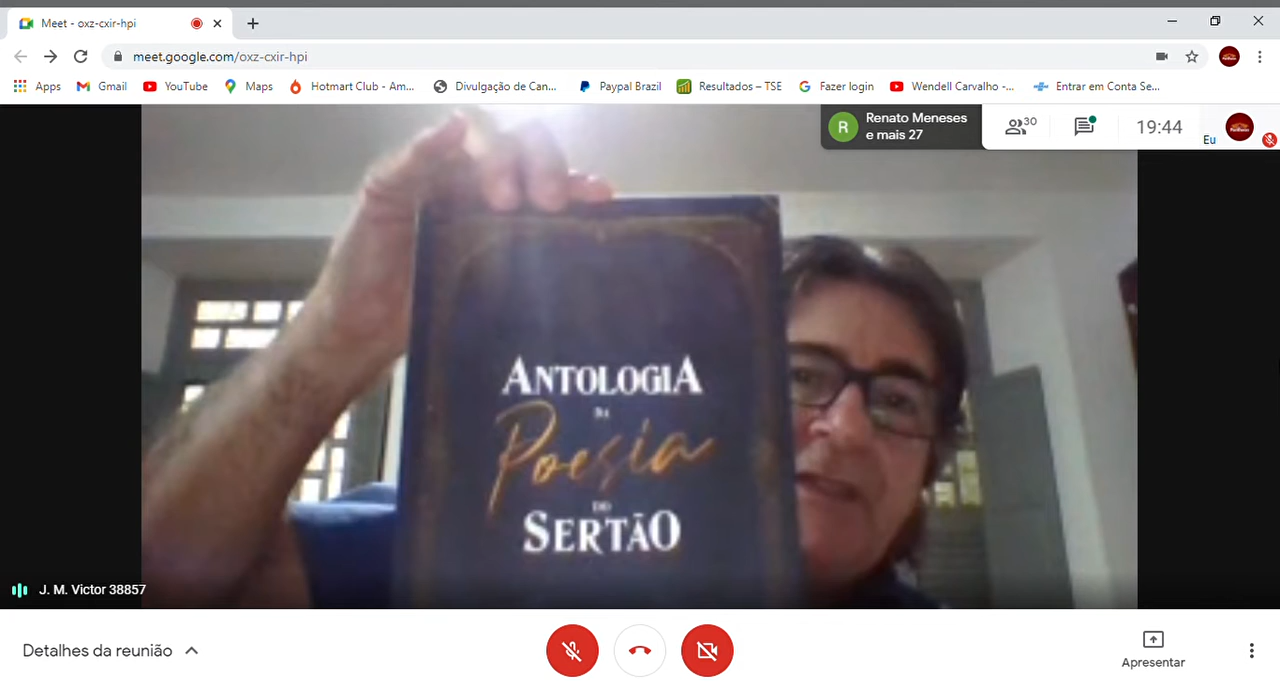 Meet - oxz-cxir-hpi
meet.google.com/oxz-cxir-hpi
Apps Gmail YouTube Maps Hotmart Club - Am... Divulgação de Can... Paypal Brazil Resultados – TSE Fazer login Wendell Carvalho -... Entrar em Conta Se...
R Renato Meneses
e mais 27
30
19:44
Eu
ANTOLOGIA
DA
Poesia
DO
SERTÃO
J. M. Victor 38857
Detalhes da reunião
Apresentar